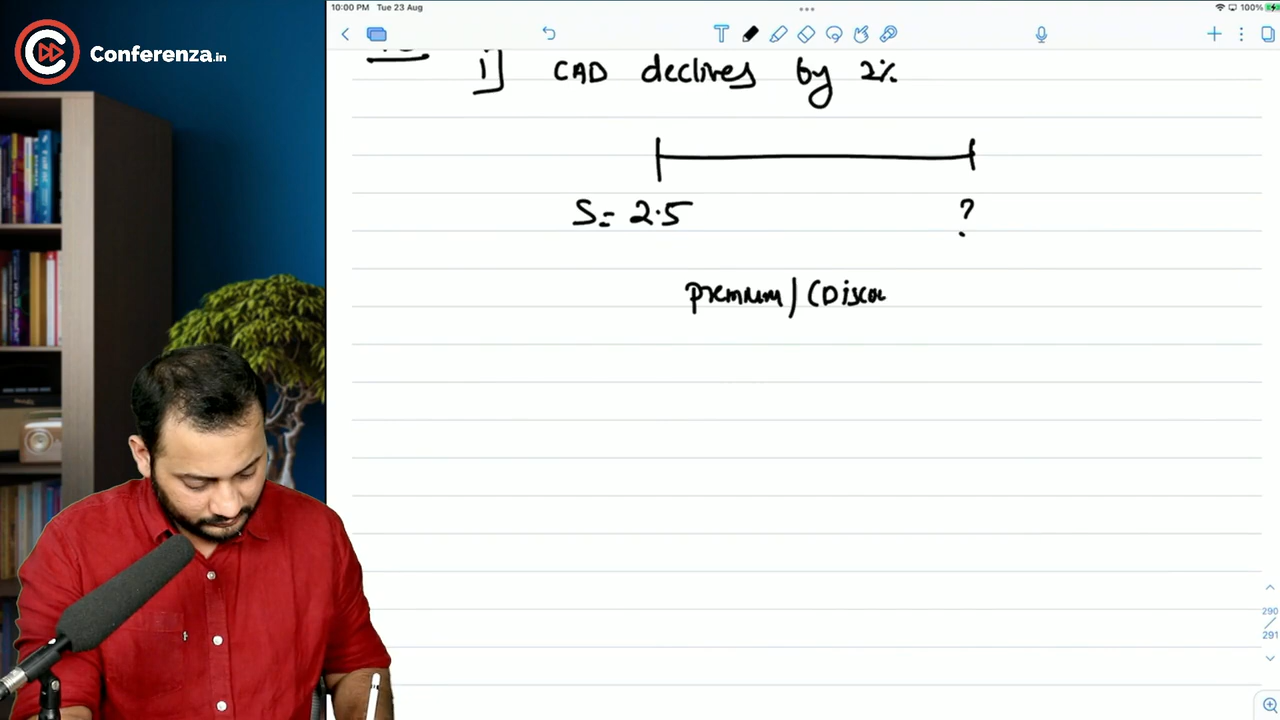 10:00 PM Tue 23 Aug
100%
Conferenza.in
i] CAD declines by 2%
S = 2.5 ?
Premium/(Discou
290
/
291